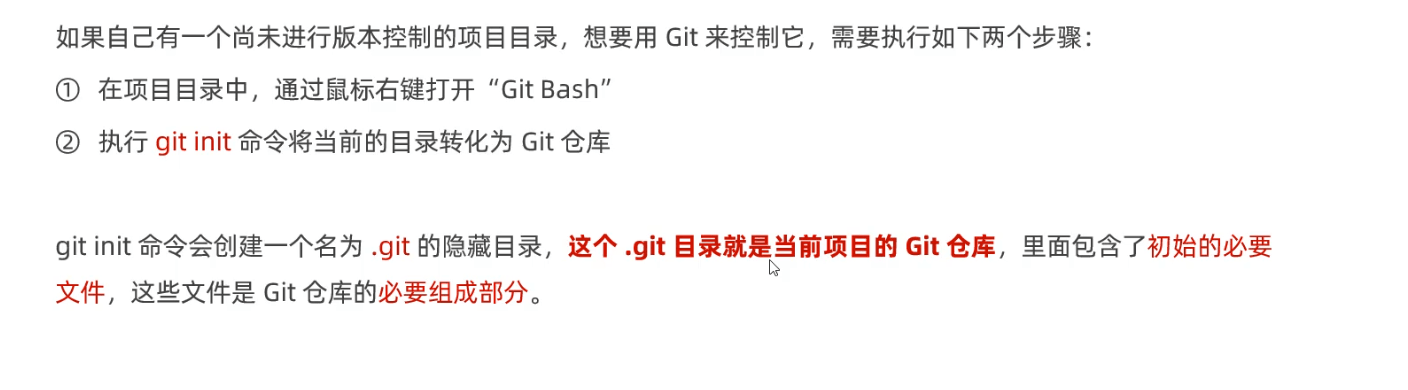 如果自己有一个尚未进行版本控制的项目目录，想要用 Git 来控制它，需要执行如下两个步骤：
① 在项目目录中，通过鼠标右键打开“Git Bash”
② 执行 git init 命令将当前的目录转化为 Git 仓库
git init 命令会创建一个名为 .git 的隐藏目录，这个 .git 目录就是当前项目的 Git 仓库，里面包含了初始的必要
文件，这些文件是 Git 仓库的必要组成部分。